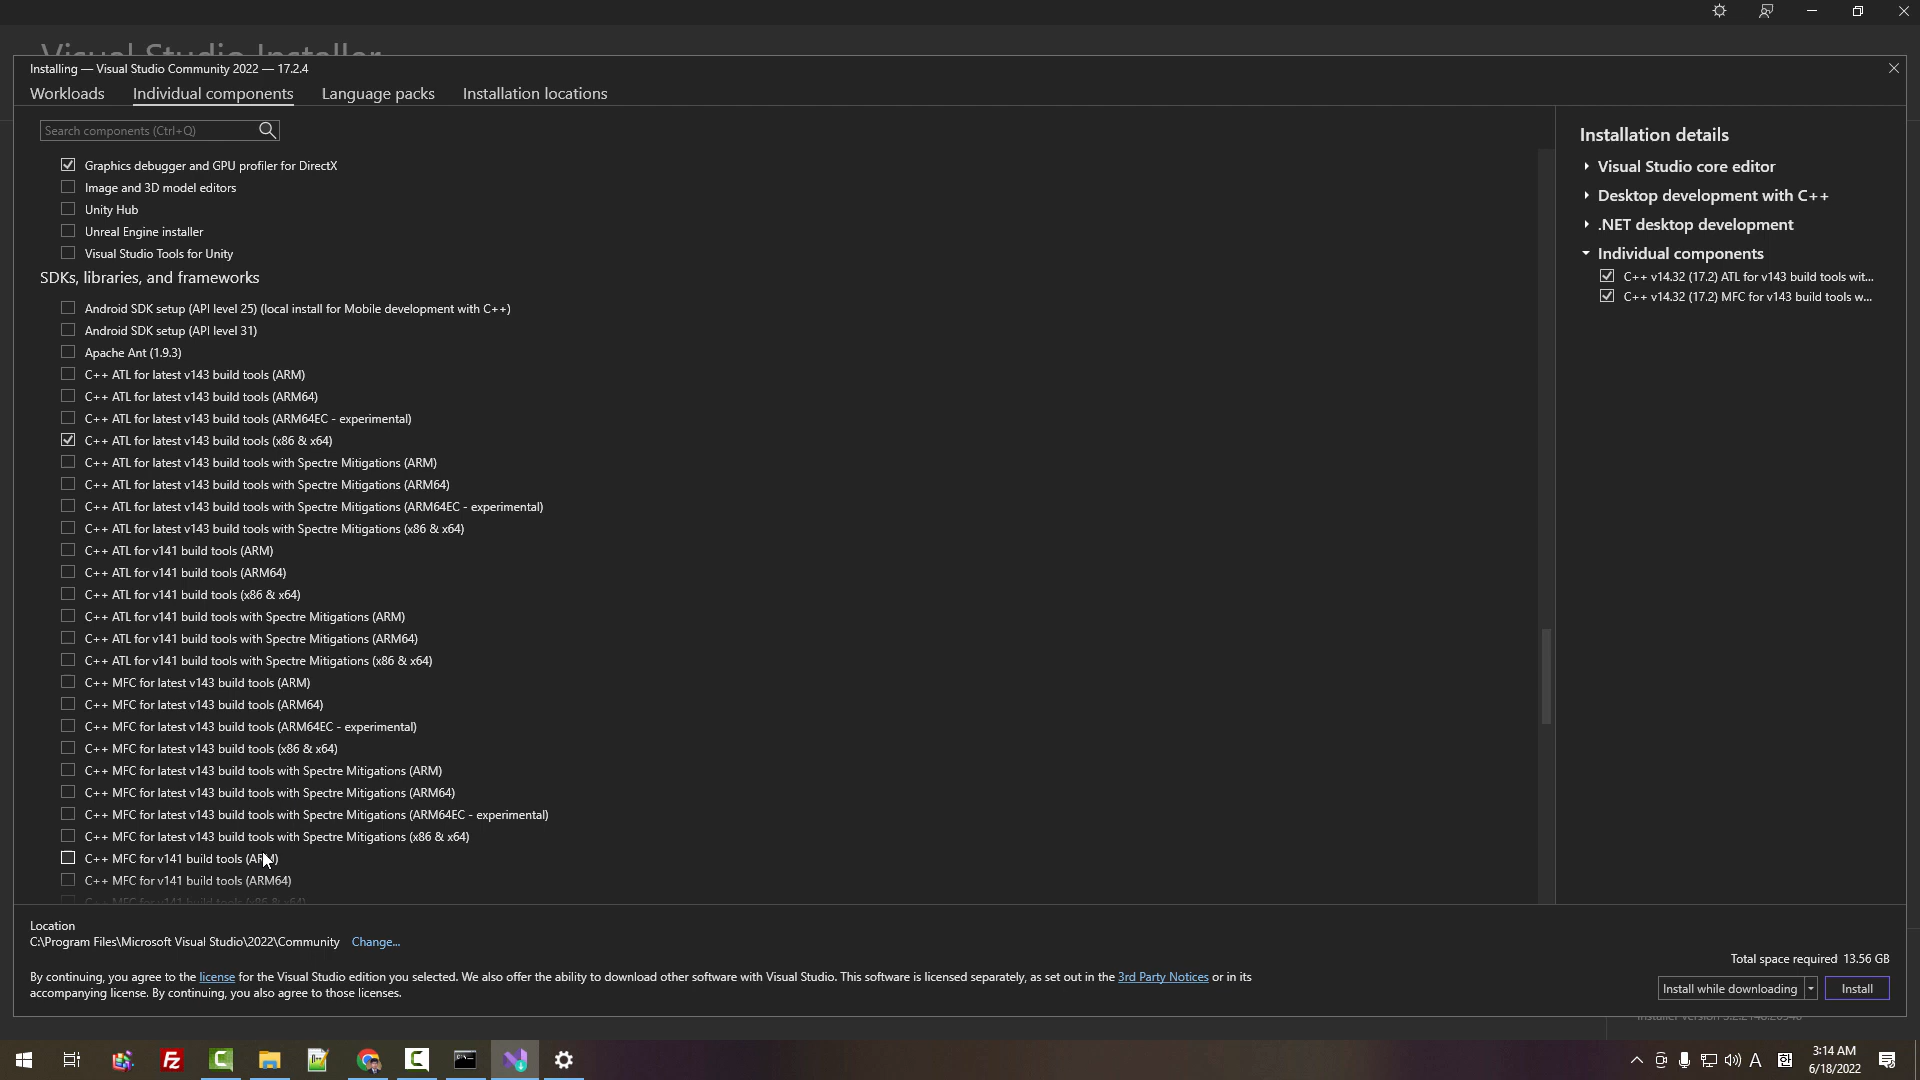 Visual Studio Installer
Installing — Visual Studio Community 2022 — 17.2.4
Workloads
Individual components
Language packs
Installation locations
Search components (Ctrl+Q)
Graphics debugger and GPU profiler for DirectX
Image and 3D model editors
Unity Hub
Unreal Engine installer
Visual Studio Tools for Unity
SDKs, libraries, and frameworks
Android SDK setup (API level 25) (local install for Mobile development with C++)
Android SDK setup (API level 31)
Apache Ant (1.9.3)
C++ ATL for latest v143 build tools (ARM)
C++ ATL for latest v143 build tools (ARM64)
C++ ATL for latest v143 build tools (ARM64EC - experimental)
C++ ATL for latest v143 build tools (x86 & x64)
C++ ATL for latest v143 build tools with Spectre Mitigations (ARM)
C++ ATL for latest v143 build tools with Spectre Mitigations (ARM64)
C++ ATL for latest v143 build tools with Spectre Mitigations (ARM64EC - experimental)
C++ ATL for latest v143 build tools with Spectre Mitigations (x86 & x64)
C++ ATL for v141 build tools (ARM)
C++ ATL for v141 build tools (ARM64)
C++ ATL for v141 build tools (x86 & x64)
C++ ATL for v141 build tools with Spectre Mitigations (ARM)
C++ ATL for v141 build tools with Spectre Mitigations (ARM64)
C++ ATL for v141 build tools with Spectre Mitigations (x86 & x64)
C++ MFC for latest v143 build tools (ARM)
C++ MFC for latest v143 build tools (ARM64)
C++ MFC for latest v143 build tools (ARM64EC - experimental)
C++ MFC for latest v143 build tools (x86 & x64)
C++ MFC for latest v143 build tools with Spectre Mitigations (ARM)
C++ MFC for latest v143 build tools with Spectre Mitigations (ARM64)
C++ MFC for latest v143 build tools with Spectre Mitigations (ARM64EC - experimental)
C++ MFC for latest v143 build tools with Spectre Mitigations (x86 & x64)
C++ MFC for v141 build tools (ARM)
C++ MFC for v141 build tools (ARM64)
C++ MFC for v141 build tools (x86 & x64)
Installation details
Visual Studio core editor
Desktop development with C++
.NET desktop development
Individual components
C++ v14.32 (17.2) ATL for v143 build tools wit...
C++ v14.32 (17.2) MFC for v143 build tools w...
Location
C:\Program Files\Microsoft Visual Studio\2022\Community Change...
By continuing, you agree to the license for the Visual Studio edition you selected. We also offer the ability to download other software with Visual Studio. This software is licensed separately, as set out in the 3rd Party Notices or in its
accompanying license. By continuing, you also agree to those licenses.
Total space required 13.56 GB
Install while downloading
Install
A
3:14 AM
6/18/2022